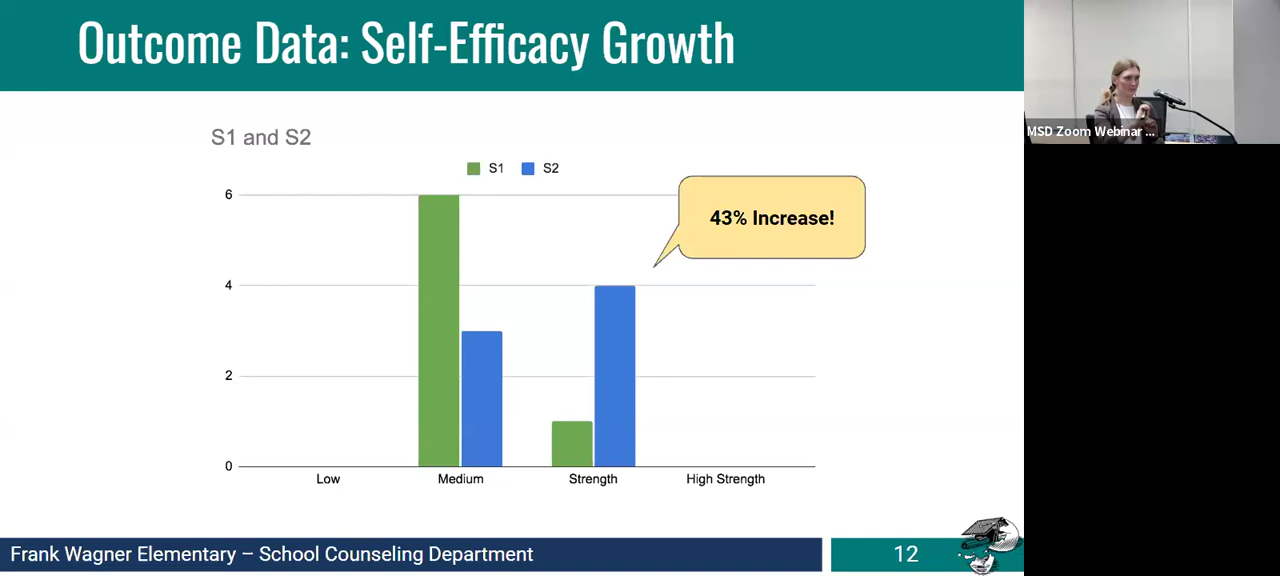 Outcome Data: Self-Efficacy Growth
MSD Zoom Webinar ...
S1 and S2
S1 S2
43% Increase!
6
4
2
0
Low Medium Strength High Strength
Frank Wagner Elementary – School Counseling Department
12